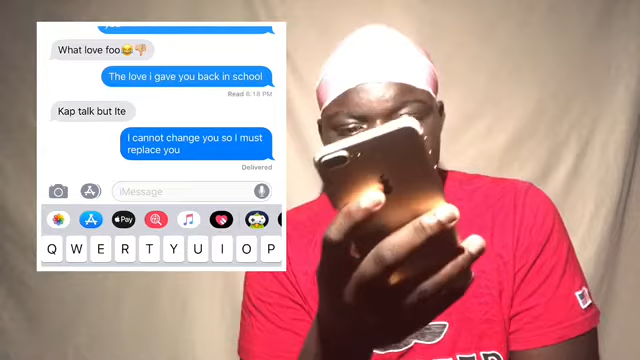 What love foo😂👎🏼
The love i gave you back in school
Read 6:18 PM
Kap talk but Ite
I cannot change you so I must
replace you
Delivered
iMessage
Pay
Q W E R T Y U I O P